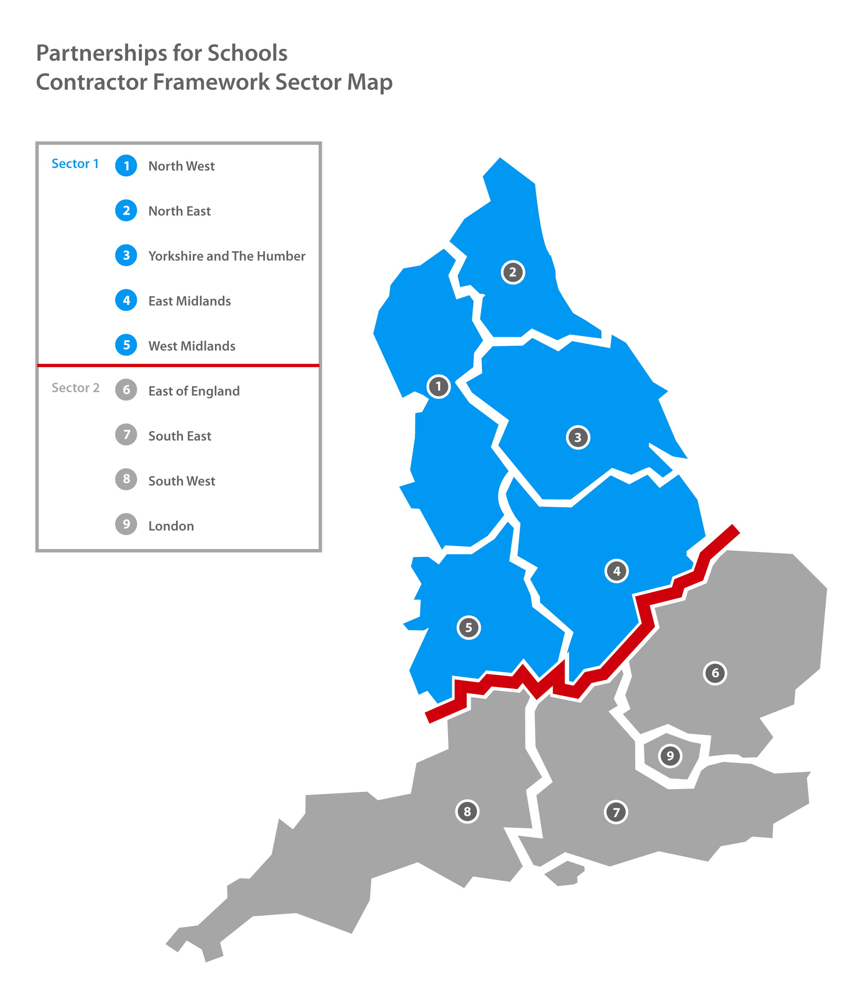 Partnerships for Schools
Contractor Framework Sector Map
Sector 1
1 North West
2 North East
3 Yorkshire and The Humber
4 East Midlands
5 West Midlands
Sector 2
6 East of England
7 South East
8 South West
9 London
2
1
3
4
5
6
9
8
7